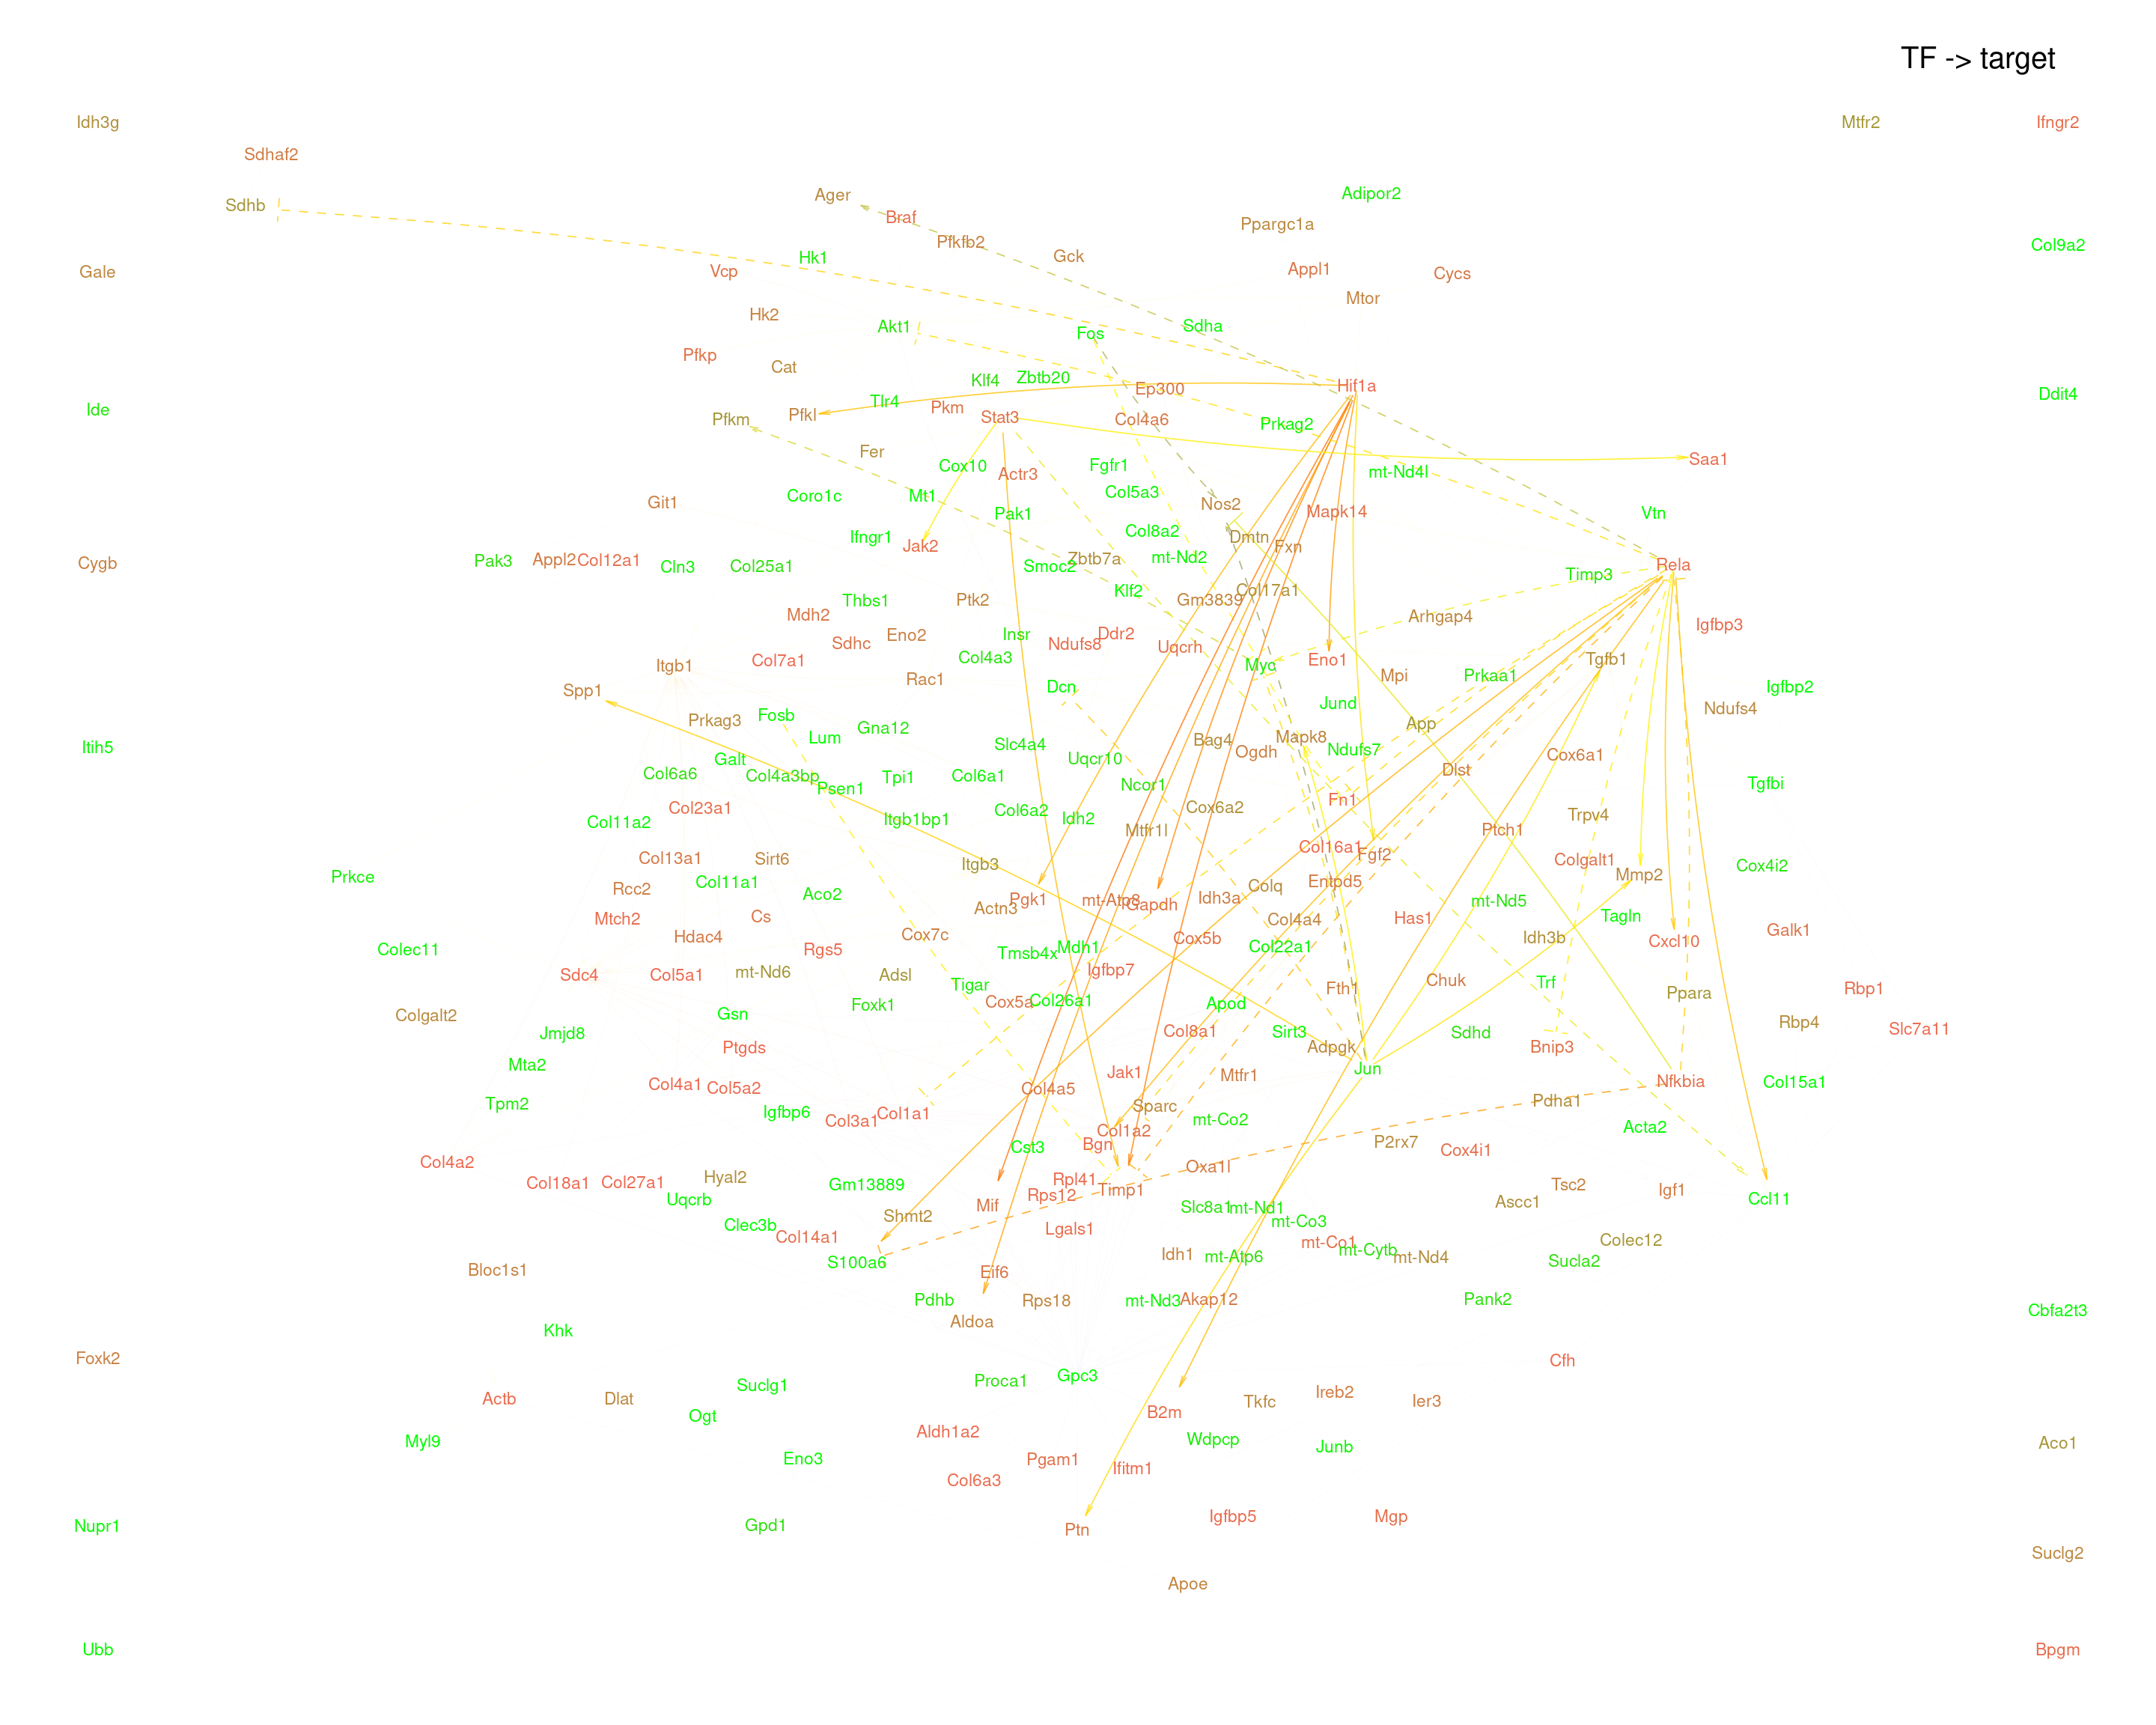 TF -> target
Idh3g
Mtfr2
Ifngr2
Sdhaf2
Adipor2
Ager
Sdhb
Braf
Ppargc1a
Pfkfb2
Col9a2
Gck
Hk1
Appl1
Vcp
Gale
Cycs
Mtor
Hk2
Akt1
Sdha
Fos
Pfkp
Cat
Zbtb20
Klf4
Hif1a
Ep300
Ddit4
Tlr4
Pkm
Ide
Pfkl
Stat3
Pfkm
Col4a6
Prkag2
Fer
Saa1
Cox10
Fgfr1
mt-Nd4l
Actr3
Col5a3
Coro1c
Mt1
Git1
Nos2
Pak1
Mapk14
Vtn
Col8a2
Ifngr1
Dmtn
Jak2
Fxn
Zbtb7a
mt-Nd2
Pak3
Appl2
Col12a1
Cygb
Rela
Cln3
Col25a1
Smoc2
Timp3
Klf2
Col17a1
Thbs1
Ptk2
Gm3839
Mdh2
Arhgap4
Igfbp3
Insr
Ddr2
Eno2
Sdhc
Ndufs8
Uqcrh
Col4a3
Col7a1
Eno1
Tgfb1
Itgb1
Myc
Mpi
Prkaa1
Rac1
Dcn
Igfbp2
Spp1
Jund
Ndufs4
Fosb
Prkag3
App
Gna12
Lum
Mapk8
Bag4
Slc4a4
Itih5
Ndufs7
Ogdh
Cox6a1
Galt
Uqcr10
Dlst
Col6a6
Col4a3bp
Tpi1
Col6a1
Tgfbi
Ncor1
Psen1
Fn1
Col23a1
Cox6a2
Col6a2
Trpv4
Idh2
Itgb1bp1
Col11a2
Mtfr1l
Ptch1
Col16a1
Fgf2
Col13a1
Sirt6
Colgalt1
Itgb3
Cox4i2
Mmp2
Prkce
Entpd5
Col11a1
Colq
Rcc2
Aco2
Idh3a
Pgk1
mt-Atp8
Gapdh
mt-Nd5
Actn3
Cs
Tagln
Mtch2
Col4a4
Has1
Galk1
Cox7c
Hdac4
Idh3b
Cox5b
Cxcl10
Mdh1
Col22a1
Colec11
Rgs5
Tmsb4x
Igfbp7
mt-Nd6
Sdc4
Col5a1
Adsl
Chuk
Trf
Tigar
Fth1
Rbp1
Ppara
Col26a1
Cox5a
Apod
Foxk1
Gsn
Colgalt2
Rbp4
Slc7a11
Col8a1
Sirt3
Sdhd
Jmjd8
Ptgds
Adpgk
Bnip3
Mta2
Jun
Jak1
Mtfr1
Nfkbia
Col15a1
Col4a1
Col5a2
Col4a5
Pdha1
Tpm2
Sparc
Igfbp6
Col1a1
mt-Co2
Col3a1
Acta2
Col1a2
P2rx7
Bgn
Cst3
Cox4i1
Col4a2
Oxa1l
Hyal2
Rpl41
Col18a1
Col27a1
Gm13889
Tsc2
Timp1
Igf1
Rps12
Uqcrb
Ccl11
Ascc1
Mif
Slc8a1
mt-Nd1
Shmt2
mt-Co3
Clec3b
Lgals1
Col14a1
Colec12
mt-Co1
mt-Cytb
Idh1
mt-Atp6
mt-Nd4
S100a6
Sucla2
Bloc1s1
Eif6
Pdhb
Rps18
mt-Nd3
Akap12
Pank2
Cbfa2t3
Aldoa
Khk
Foxk2
Cfh
Gpc3
Proca1
Suclg1
Ireb2
Actb
Dlat
Tkfc
Ier3
B2m
Ogt
Aldh1a2
Wdpcp
Myl9
Aco1
Junb
Eno3
Pgam1
Ifitm1
Col6a3
Igfbp5
Mgp
Nupr1
Gpd1
Ptn
Suclg2
Apoe
Ubb
Bpgm